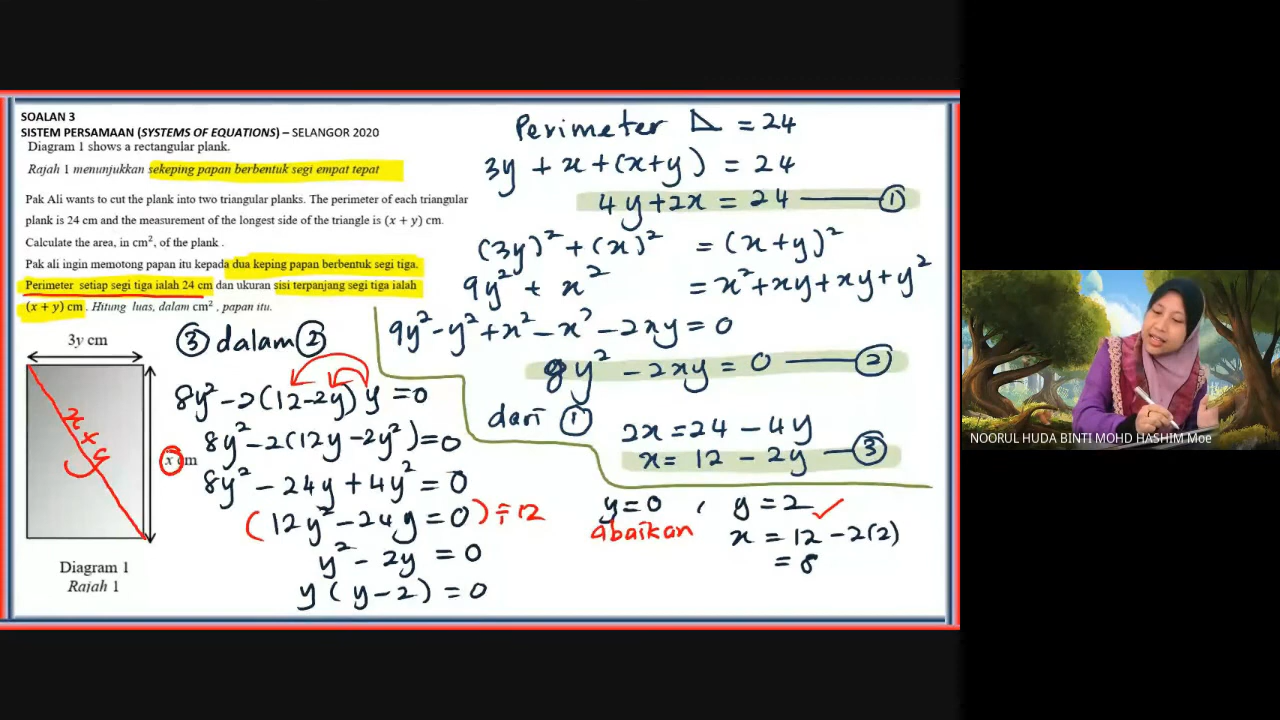 SOALAN 3
SISTEM PERSAMAAN (SYSTEMS OF EQUATIONS) – SELANGOR 2020
Diagram 1 shows a rectangular plank.
Rajah 1 menunjukkan sekeping papan berbentuk segi empat tepat
Pak Ali wants to cut the plank into two triangular planks. The perimeter of each triangular
plank is 24 cm and the measurement of the longest side of the triangle is (x + y) cm.
Calculate the area, in cm², of the plank .
Pak ali ingin memotong papan itu kepada dua keping papan berbentuk segi tiga.
Perimeter setiap segi tiga ialah 24 cm dan ukuran sisi terpanjang segi tiga ialah
(x + y) cm . Hitung luas, dalam cm² , papan itu.
3y cm
x + y
x cm
Diagram 1
Rajah 1
Perimeter ◺ = 24
3y + x + (x+y) = 24
4y + 2x = 24 — ①
(3y)² + (x)² = (x+y)²
9y² + x² = x² + xy + xy + y²
9y² - y² + x² - x² - 2xy = 0
8y² - 2xy = 0 — ②
dari ①
2x = 24 - 4y
x = 12 - 2y — ③
③ dalam ②
8y² - 2(12-2y)y = 0
8y² - 2(12y - 2y²) = 0
8y² - 24y + 4y² = 0
(12y² - 24y = 0) ÷ 12
y² - 2y = 0
y(y-2) = 0
y = 0 , y = 2 ✓
abaikan
x = 12 - 2(2)
= 8
NOORUL HUDA BINTI MOHD HASHIM Moe